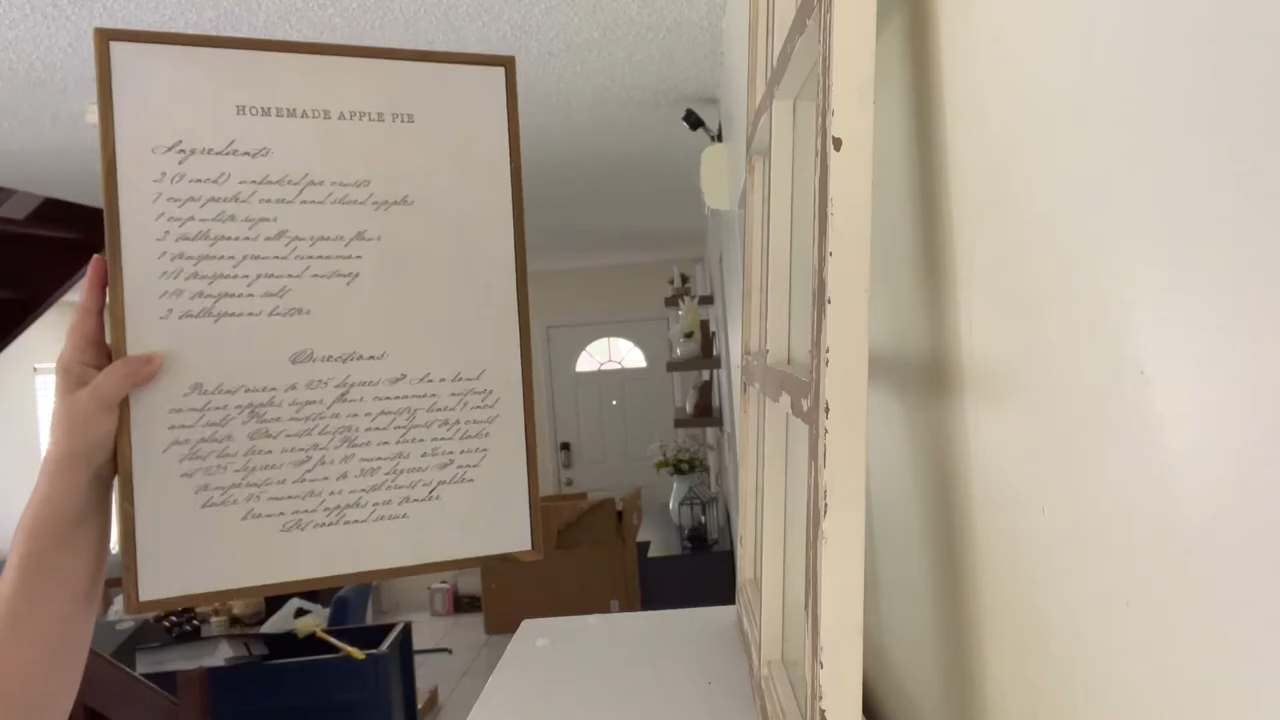 HOMEMADE APPLE PIE
Ingredients:
2 (9 inch) unbaked pie crusts
7 cups peeled, cored and sliced apples
1 cup white sugar
2 tablespoons all-purpose flour
1 teaspoon ground cinnamon
1/8 teaspoon ground nutmeg
1/4 teaspoon salt
2 tablespoons butter
Directions:
Preheat oven to 425 degrees F. In a bowl
combine apples, sugar, flour, cinnamon, nutmeg
and salt. Place mixture in a pastry-lined 9 inch
pie plate. Dot with butter and adjust top crust
that has been vented. Place in oven and bake
at 425 degrees F for 10 minutes. Turn oven
temperature down to 300 degrees F and
bake 45 minutes or until crust is golden
brown and apples are tender.
Let cool and serve.